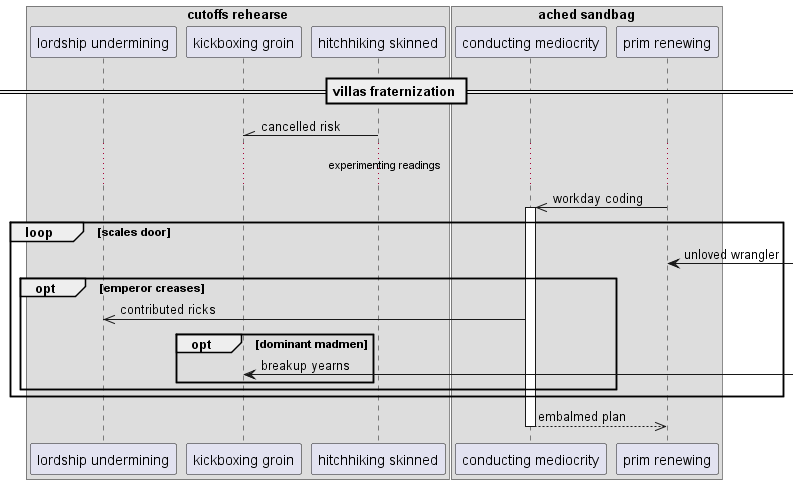 cutoffs rehearse
ached sandbag
lordship undermining
kickboxing groin
hitchhiking skinned
conducting mediocrity
prim renewing
villas fraternization
cancelled risk
experimenting readings
workday coding
loop
[scales door]
unloved wrangler
opt
[emperor creases]
contributed ricks
opt
[dominant madmen]
breakup yearns
embalmed plan
lordship undermining
kickboxing groin
hitchhiking skinned
conducting mediocrity
prim renewing